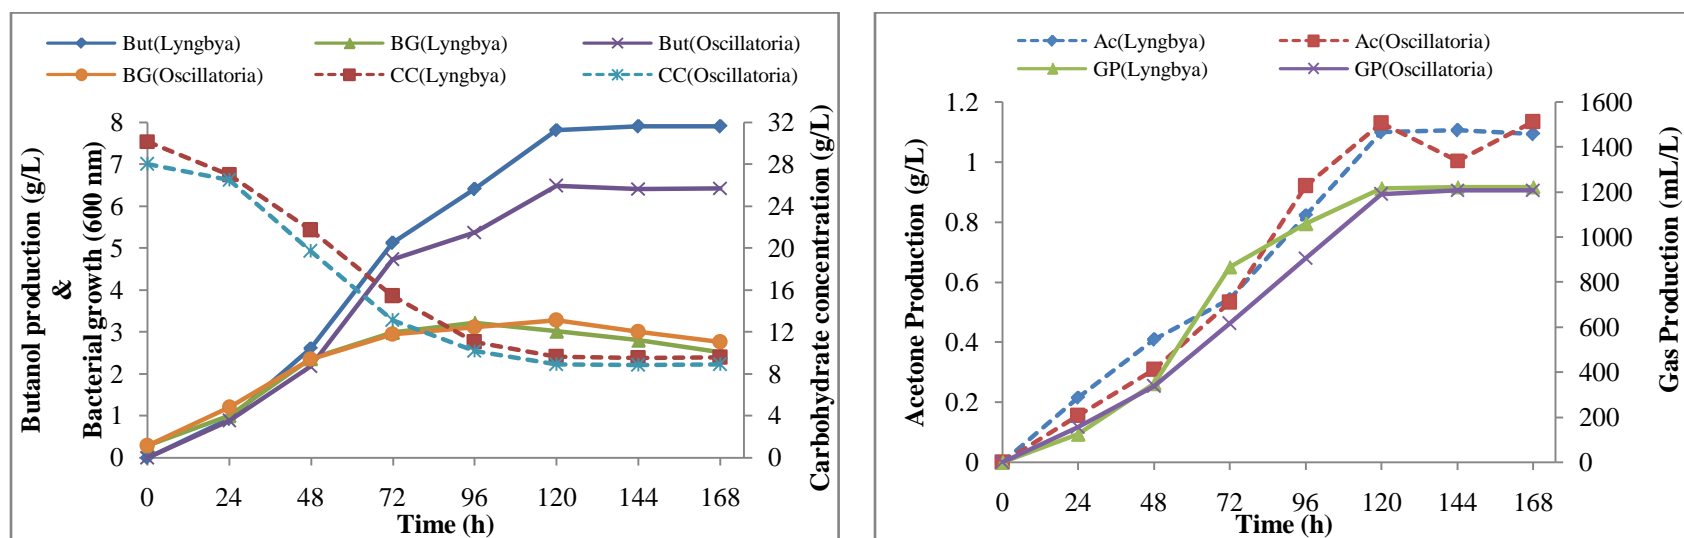 But(Lyngbya) BG(Lyngbya) But(Oscillatoria)
BG(Oscillatoria) CC(Lyngbya) CC(Oscillatoria)
Butanol production (g/L)
&
Bacterial growth (600 nm)
8
7
6
5
4
3
2
1
0
32
28
24
20
16
12
8
4
0
Carbohydrate concentration (g/L)
0 24 48 72 96 120 144 168
Time (h)
Ac(Lyngbya) Ac(Oscillatoria)
GP(Lyngbya) GP(Oscillatoria)
Acetone Production (g/L)
1.2
1
0.8
0.6
0.4
0.2
0
1600
1400
1200
1000
800
600
400
200
0
Gas Production (mL/L)
0 24 48 72 96 120 144 168
Time (h)